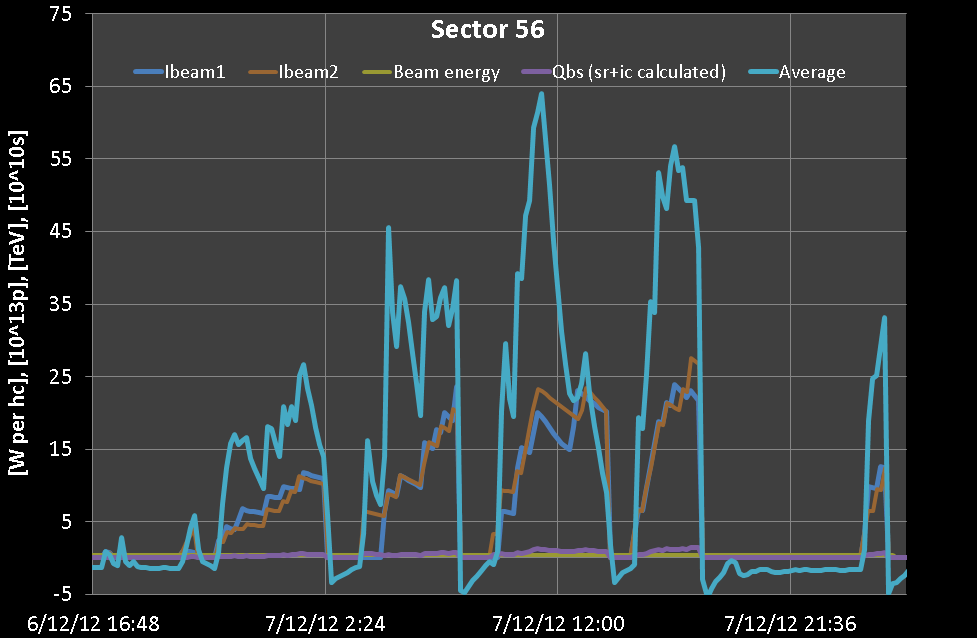 Sector 56
Ibeam1 Ibeam2 Beam energy Qbs (sr+ic calculated) Average
[W per hc], [10^13p], [TeV], [10^10s]
75
65
55
45
35
25
15
5
-5
6/12/12 16:48 7/12/12 2:24 7/12/12 12:00 7/12/12 21:36